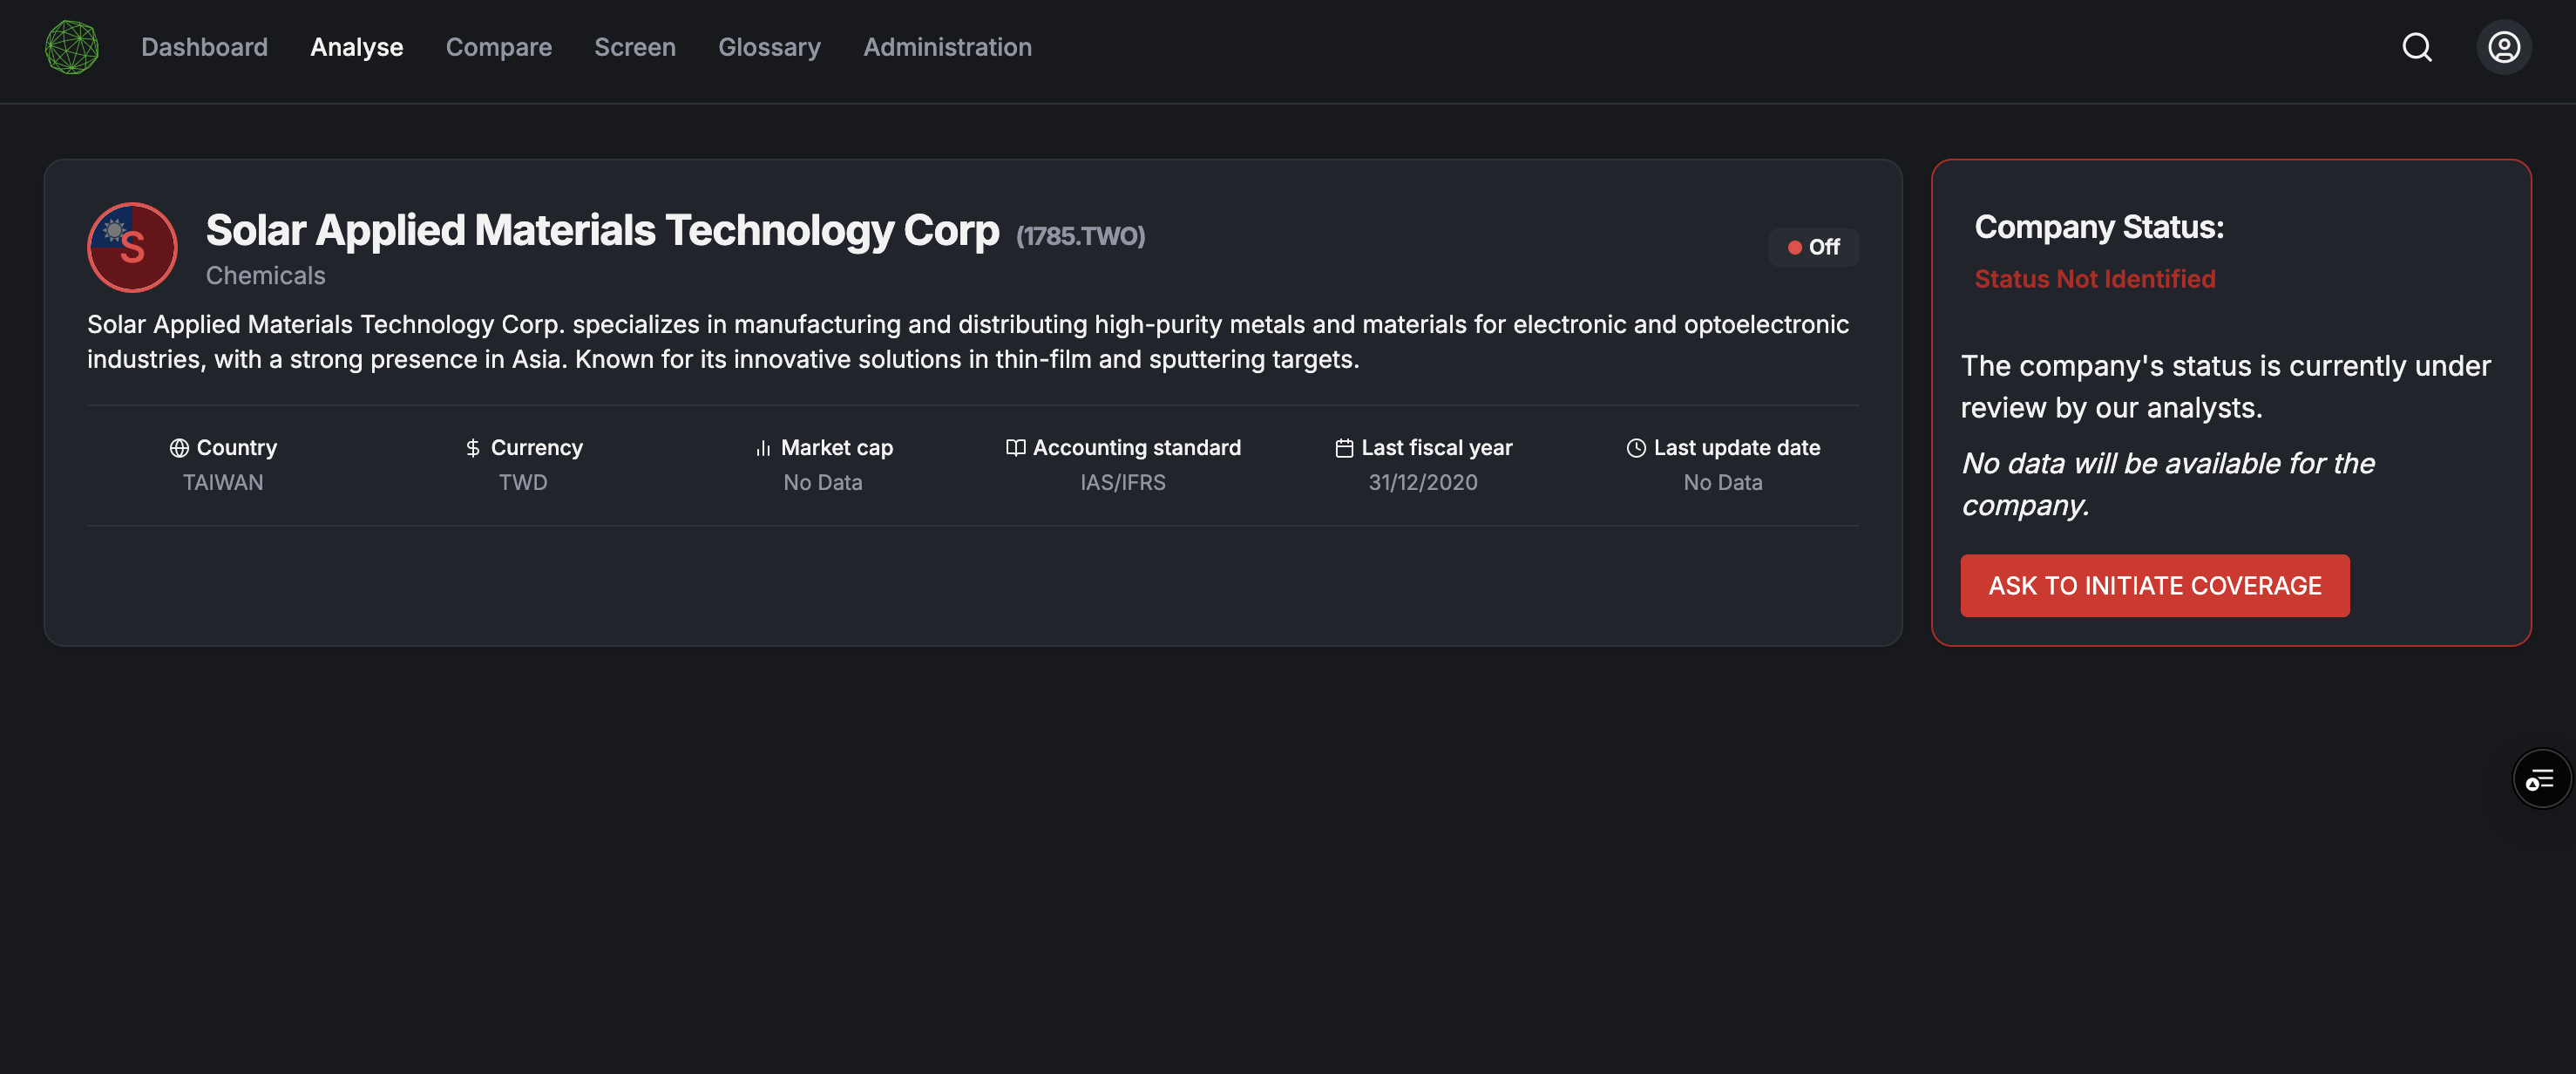 Dashboard Analyse Compare Screen Glossary Administration
S
Solar Applied Materials Technology Corp (1785.TWO)
Chemicals
Off
Solar Applied Materials Technology Corp. specializes in manufacturing and distributing high-purity metals and materials for electronic and optoelectronic
industries, with a strong presence in Asia. Known for its innovative solutions in thin-film and sputtering targets.
Country Currency Market cap Accounting standard Last fiscal year Last update date
TAIWAN TWD No Data IAS/IFRS 31/12/2020 No Data
Company Status:
Status Not Identified
The company's status is currently under
review by our analysts.
No data will be available for the
company.
ASK TO INITIATE COVERAGE